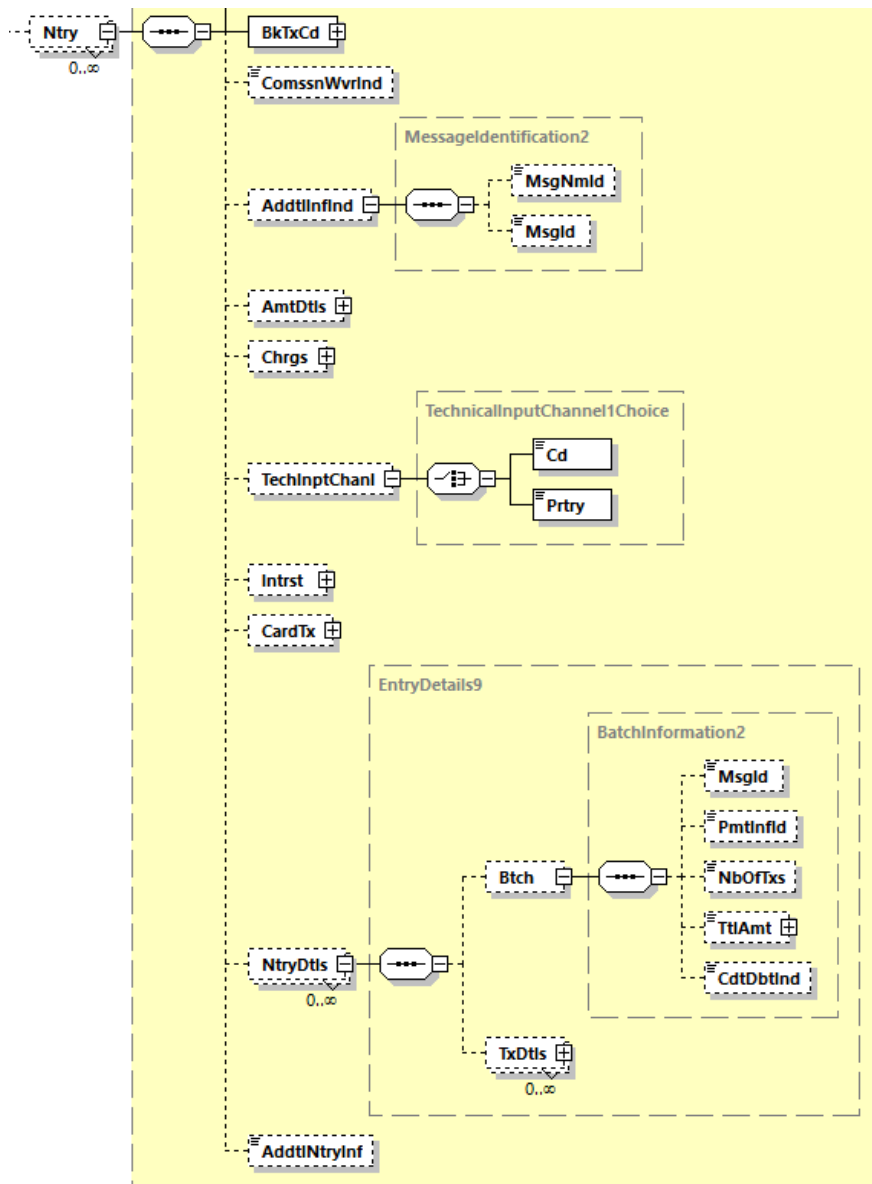 Ntry
0..∞
BkTxCd
ComssnWvrInd
MessageIdentification2
AddtlInfInd
MsgNmId
MsgId
AmtDtls
Chrgs
TechnicalInputChannel1Choice
TechInptChanl
Cd
Prtry
Intrst
CardTx
EntryDetails9
BatchInformation2
NtryDtls
0..∞
Btch
MsgId
PmtInfId
NbOfTxs
TtlAmt
CdtDbtInd
TxDtls
0..∞
AddtlNtryInf